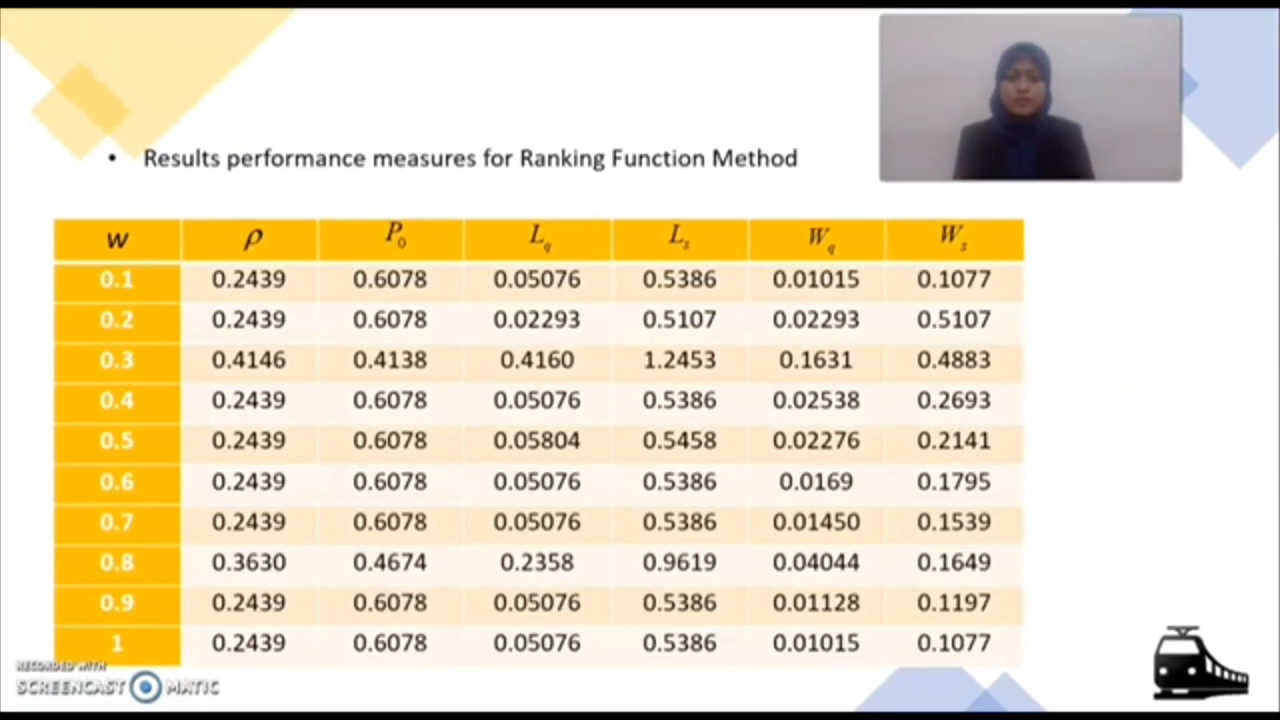 • Results performance measures for Ranking Function Method
w ρ P₀ L_q L_s W_q W_s
0.1 0.2439 0.6078 0.05076 0.5386 0.01015 0.1077
0.2 0.2439 0.6078 0.02293 0.5107 0.02293 0.5107
0.3 0.4146 0.4138 0.4160 1.2453 0.1631 0.4883
0.4 0.2439 0.6078 0.05076 0.5386 0.02538 0.2693
0.5 0.2439 0.6078 0.05804 0.5458 0.02276 0.2141
0.6 0.2439 0.6078 0.05076 0.5386 0.0169 0.1795
0.7 0.2439 0.6078 0.05076 0.5386 0.01450 0.1539
0.8 0.3630 0.4674 0.2358 0.9619 0.04044 0.1649
0.9 0.2439 0.6078 0.05076 0.5386 0.01128 0.1197
1 0.2439 0.6078 0.05076 0.5386 0.01015 0.1077
RECORDED WITH
SCREENCAST MATIC